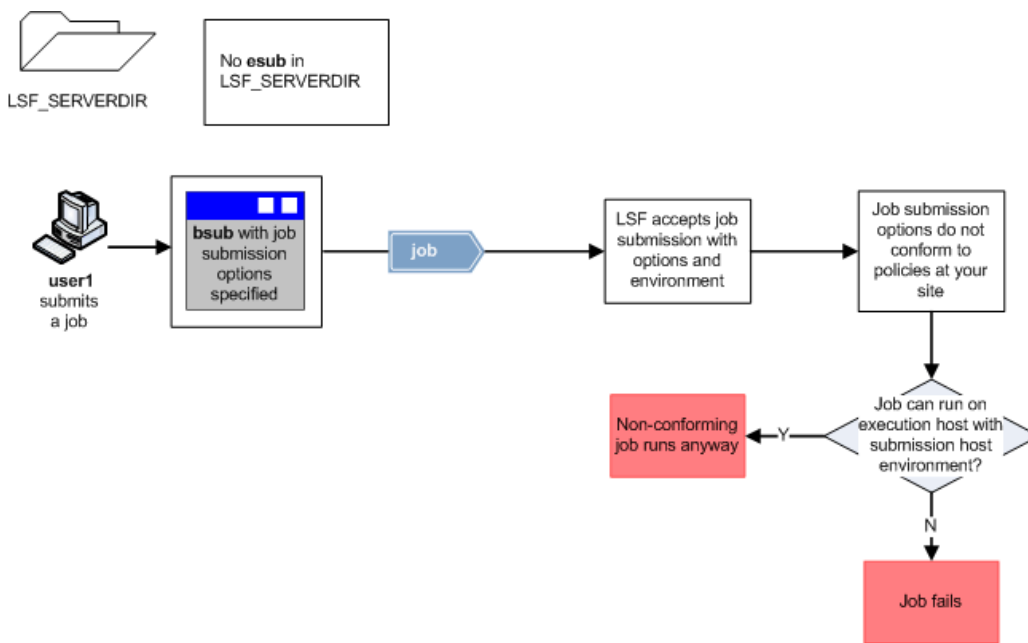 LSF_SERVERDIR
No esub in
LSF_SERVERDIR
user1
submits
a job
bsub with job
submission
options
specified
job
LSF accepts job
submission with
options and
environment
Job submission
options do not
conform to
policies at your
site
Job can run on
execution host with
submission host
environment?
Y
Non-conforming
job runs anyway
N
Job fails